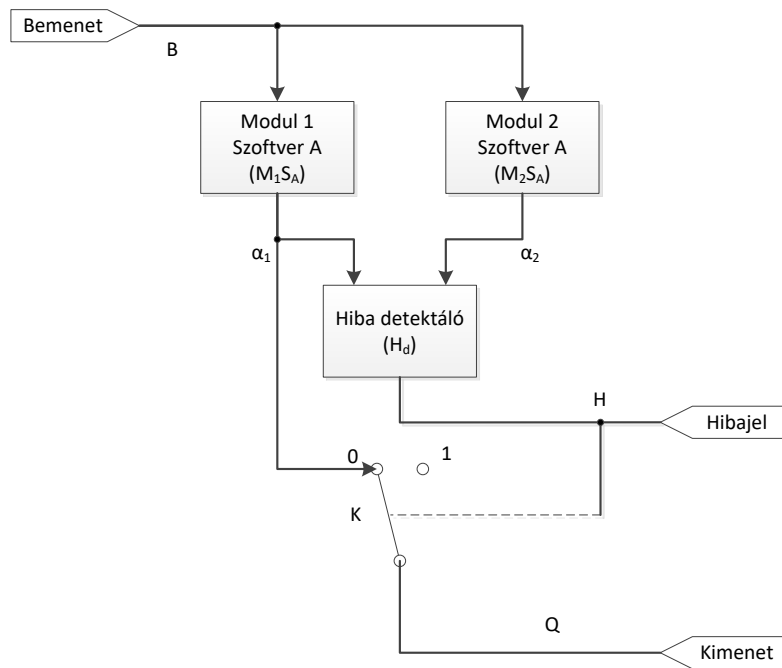 Bemenet
B
Modul 1
Szoftver A
(M₁S_A)
Modul 2
Szoftver A
(M₂S_A)
α₁
α₂
Hiba detektáló
(H_d)
H
Hibajel
0
1
K
Q
Kimenet